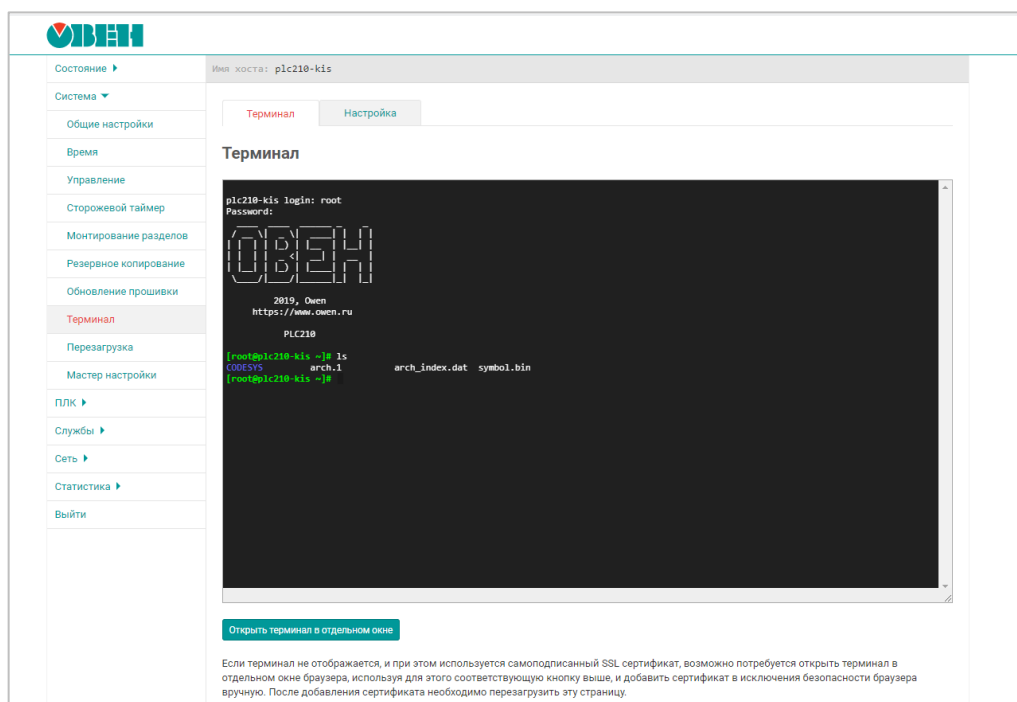 ОВЕН
Состояние
Имя хоста: plc210-kis
Система
Общие настройки
Время
Управление
Сторожевой таймер
Монтирование разделов
Резервное копирование
Обновление прошивки
Терминал
Перезагрузка
Мастер настройки
ПЛК
Службы
Сеть
Статистика
Выйти
Терминал
Настройка
Терминал
plc210-kis login: root
Password:
ОВЕН
2019, Owen
https://www.owen.ru
PLC210
[root@plc210-kis ~]# ls
CODESYS arch.1 arch_index.dat symbol.bin
[root@plc210-kis ~]#
Открыть терминал в отдельном окне
Если терминал не отображается, и при этом используется самоподписанный SSL сертификат, возможно потребуется открыть терминал в
отдельном окне браузера, используя для этого соответствующую кнопку выше, и добавить сертификат в исключения безопасности браузера
вручную. После добавления сертификата необходимо перезагрузить эту страницу.